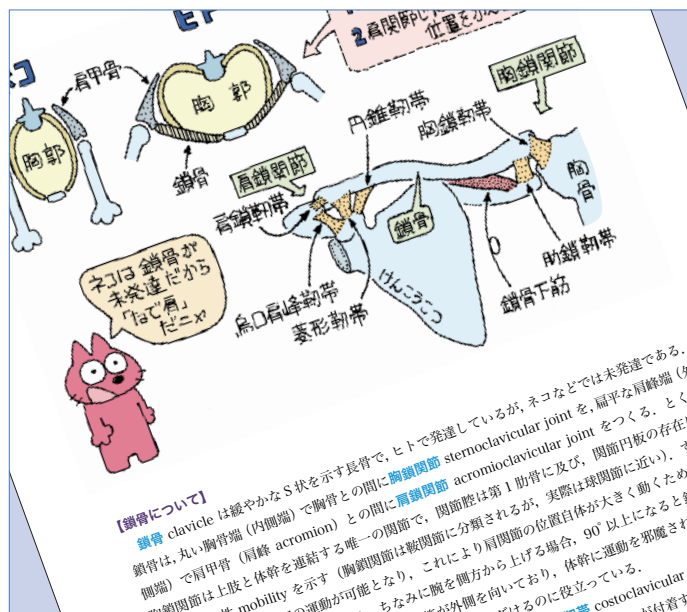 ネコ
ヒト
肩甲骨
2 肩関節
位置を示
胸郭
胸郭
鎖骨
円錐靭帯
胸鎖靭帯
胸鎖関節
肩鎖関節
肩鎖靭帯
鎖骨
胸骨
肋鎖靭帯
鎖骨下筋
けんこうこつ
烏口肩峰靭帯
菱形靭帯
ネコは鎖骨が
未発達だから
「なで肩」
だニャ
【鎖骨について】
鎖骨 clavicle は緩やかな S 状を示す長骨で，ヒトで発達しているが，ネコなどでは未発達である．
鎖骨は，丸い胸骨端（内側端）で胸骨との間に胸鎖関節 sternoclavicular joint を，扁平な肩峰端（外
側端）で肩甲骨（肩峰 acromion）との間に肩鎖関節 acromioclavicular joint をつくる．とく
胸鎖関節は上肢と体幹を連結する唯一の関節で，関節腔は第 1 肋骨に及び，関節円板の存在
性 mobility を示す（胸鎖関節は鞍関節に分類されるが，実際は球関節に近い）．
の運動が可能となり，これにより肩関節の位置自体が大きく動くため
ちなみに腕を側方から上げる場合，90°以上になると
が外側を向いており，体幹に運動を邪魔され
げるのに役立っている．
靭帯 costoclavicular
が付着す